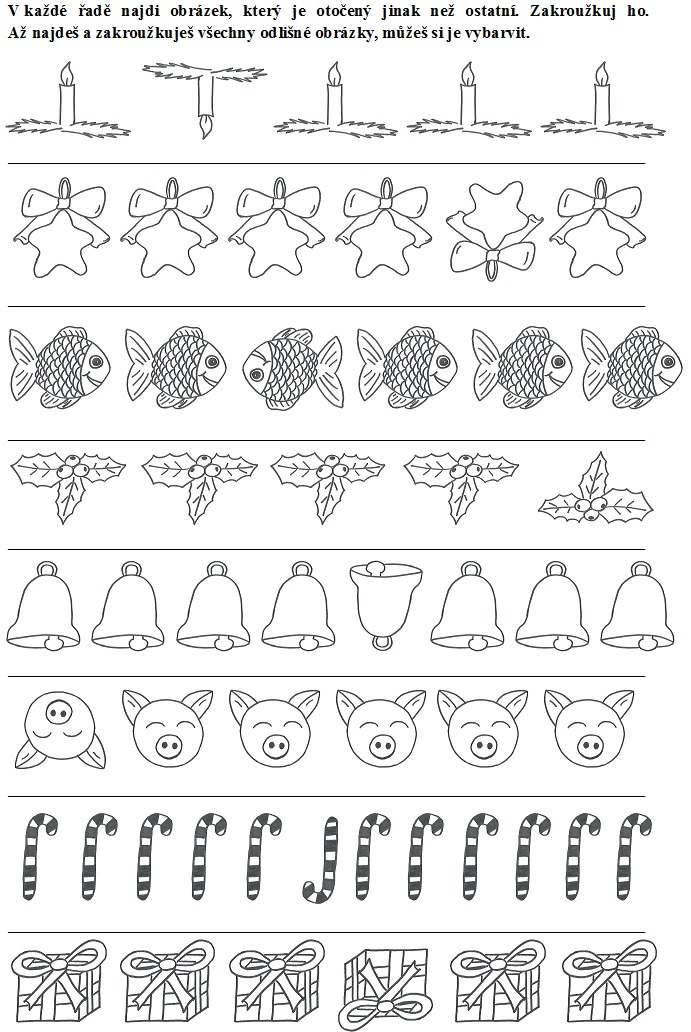 V každé řadě najdi obrázek, který je otočený jinak než ostatní. Zakroužkuj ho.
Až najdeš a zakroužkuješ všechny odlišné obrázky, můžeš si je vybarvit.